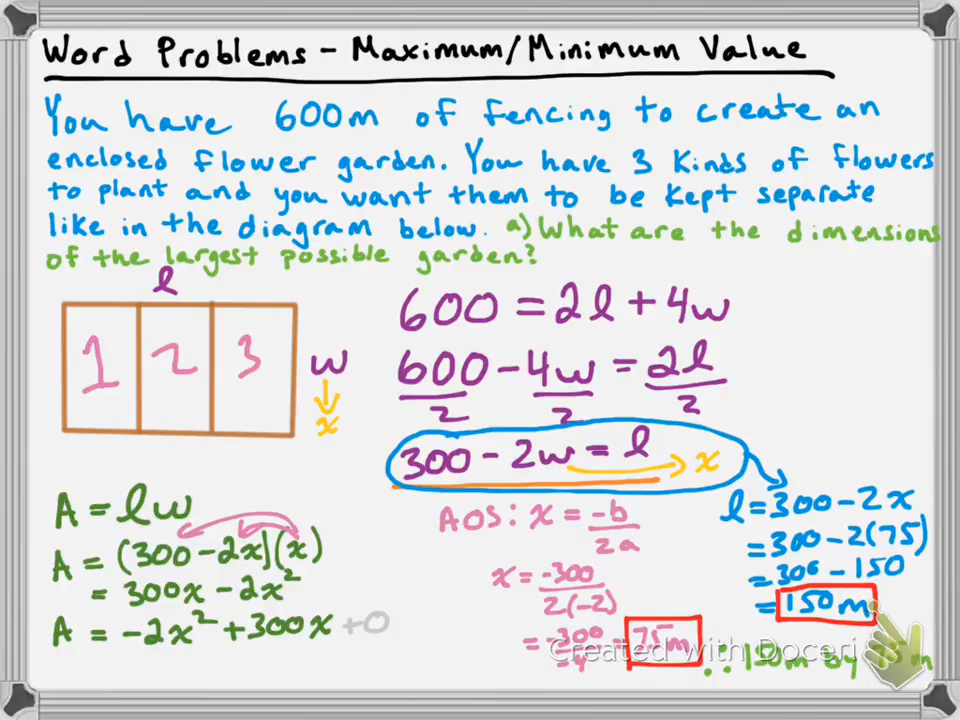 Word Problems - Maximum/Minimum Value
You have 600m of fencing to create an
enclosed flower garden. You have 3 kinds of flowers
to plant and you want them to be kept separate
like in the diagram below. a) What are the dimensions
of the largest possible garden?
l
1 2 3
w
x
600 = 2l + 4w
600 - 4w = 2l
2 2 2
300 - 2w = l
x
A = lw
A = (300 - 2x)(x)
= 300x - 2x²
A = -2x² + 300x + 0
AOS: x = -b
2a
x = -300
2(-2)
= -300 = 75m
-4
l = 300 - 2x
= 300 - 2(75)
= 300 - 150
= 150m
∴ 150m by m
Created with Doceri